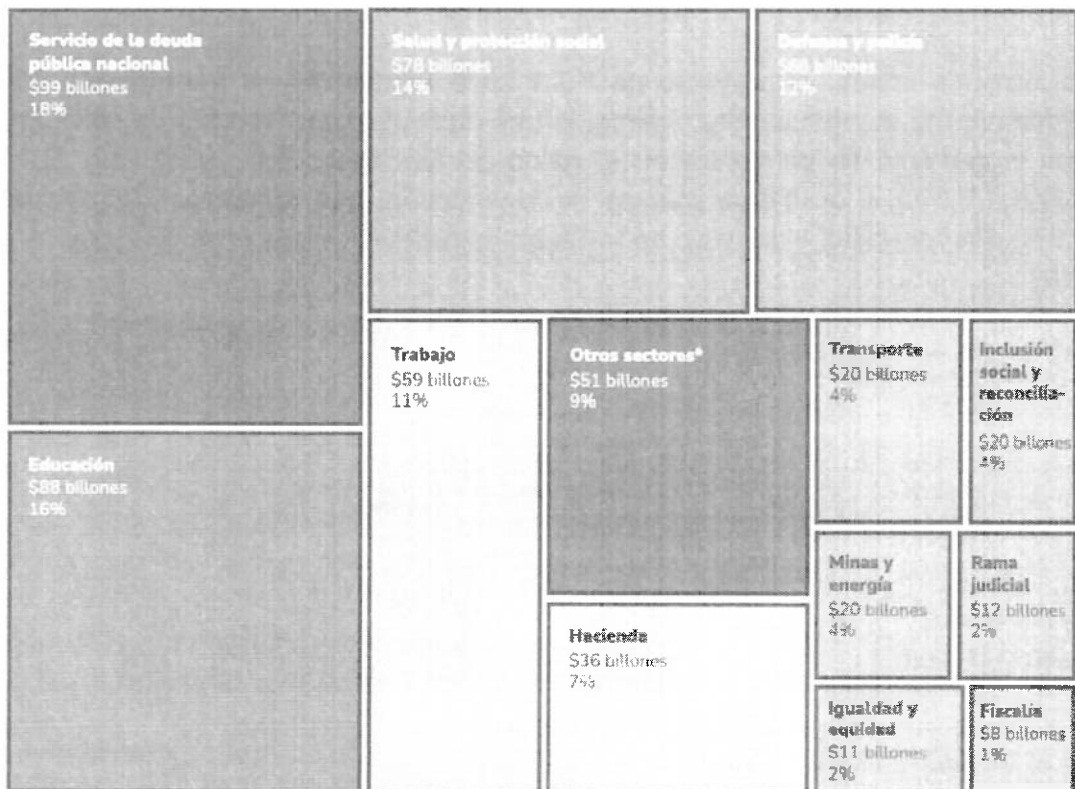 Servicio de la deuda
pública nacional
$99 billones
18%
Salud y protección social
$78 billones
14%
Defensa y policía
billones
12%
Educación
$88 billones
16%
Trabajo
$59 billones
11%
Otros sectores*
$51 billones
9%
Hacienda
$36 billones
7%
Transporte
$20 billones
4%
Inclusión
social y
reconcilia-
ción
$20 billones
4%
Minas y
energía
$20 billones
4%
Rama
judicial
$12 billones
2%
Igualdad y
equidad
$11 billones
2%
Fiscalía
$8 billones
1%